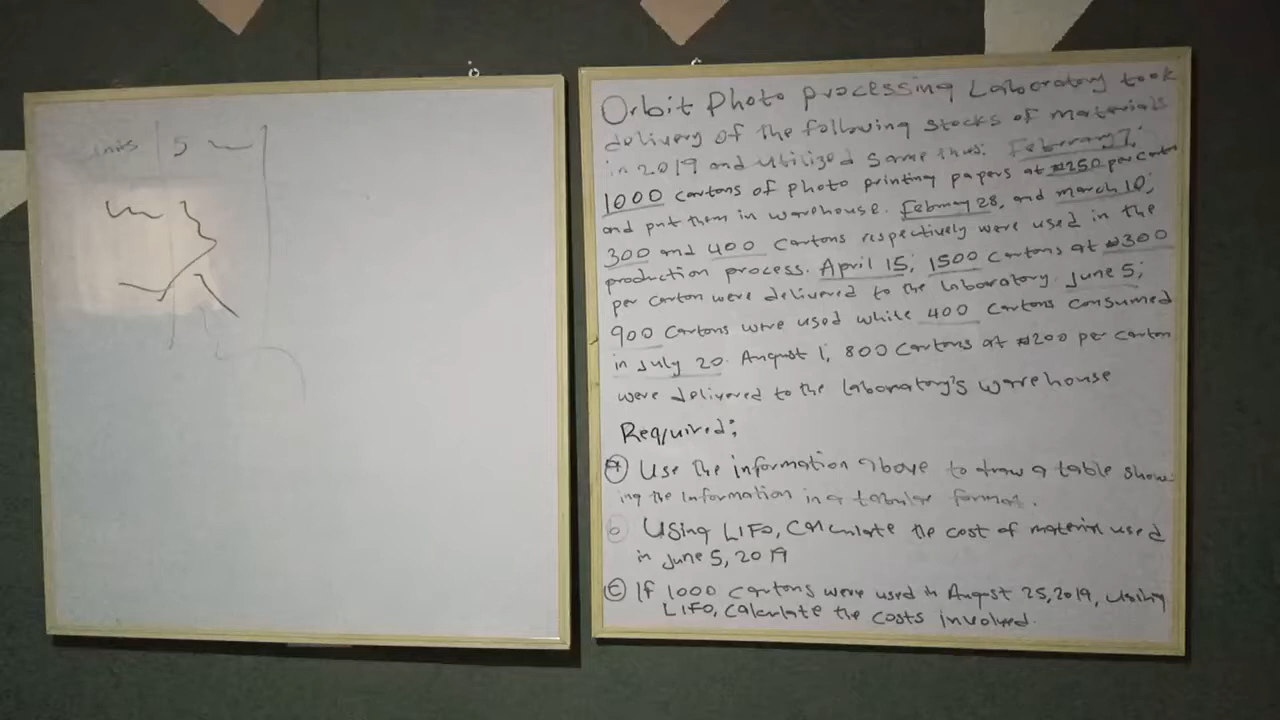 5
Orbit Photo processing Laboratory took
delivery of the following stocks of materials
in 2019 and utilized same thus: February 7;
1000 cartons of photo printing papers at ₦250 per carton
and put them in warehouse. February 28, and march 10;
300 and 400 cartons respectively were used in the
production process. April 15; 1500 cartons at ₦300
per carton were delivered to the laboratory. June 5;
900 cartons were used while 400 cartons consumed
in July 20. August 1; 800 cartons at ₦200 per carton
were delivered to the laboratory's warehouse
Required:
(a) Use the information above to draw a table show-
ing the information in a tabular format.
b Using LIFO, calculate the cost of material used
in June 5, 2019
(c) If 1000 cartons were used in August 25, 2019, using
LIFO, calculate the costs involved.